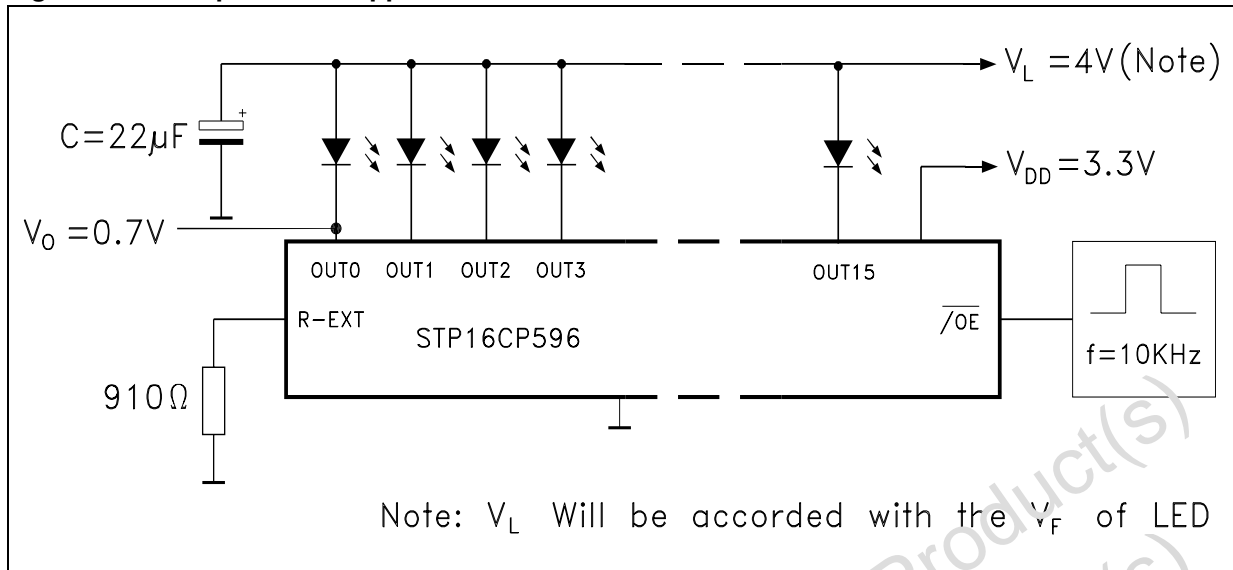 V_L =4V(Note)
C=22µF
+
V_DD =3.3V
V_O =0.7V
OUT0 OUT1 OUT2 OUT3 OUT15
R-EXT
/OE
STP16CP596
f=10KHz
910Ω
Product(s)
Note: V_L Will be accorded with the V_F of LED